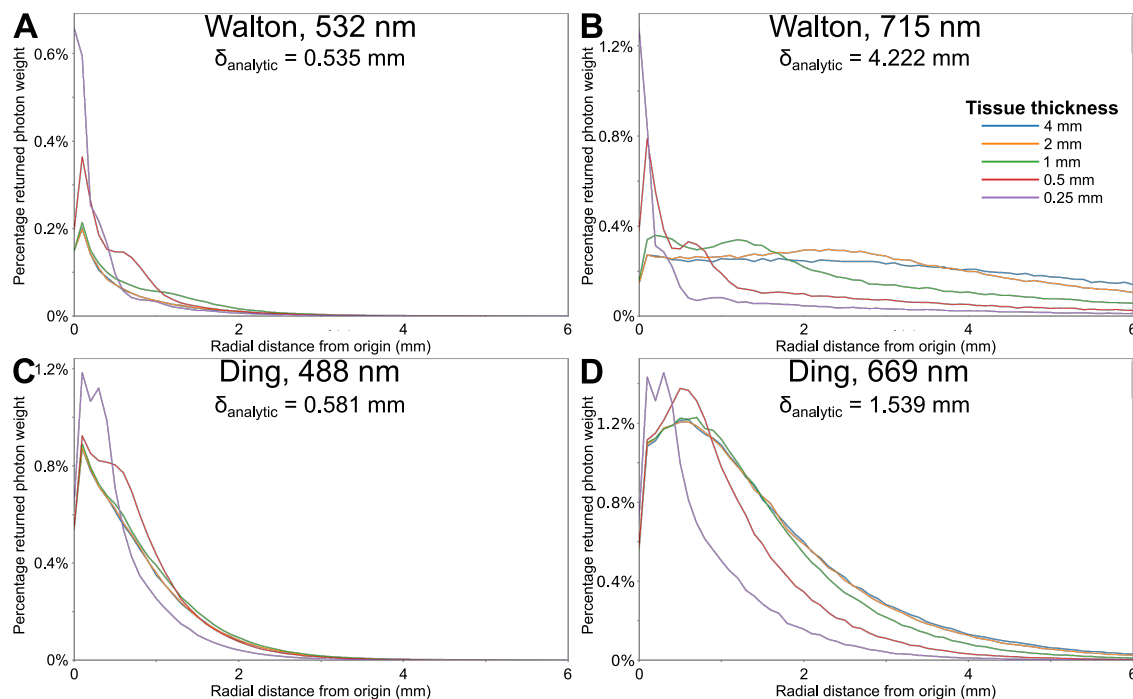 A
Walton, 532 nm
δanalytic = 0.535 mm
Percentage returned photon weight
0.6%
0.4%
0.2%
0%
0
2
4
6
Radial distance from origin (mm)
B
Walton, 715 nm
δanalytic = 4.222 mm
Percentage returned photon weight
1.2%
0.8%
0.4%
0%
Tissue thickness
4 mm
2 mm
1 mm
0.5 mm
0.25 mm
0
2
4
6
Radial distance from origin (mm)
C
Ding, 488 nm
δanalytic = 0.581 mm
Percentage returned photon weight
1.2%
0.8%
0.4%
0%
0
2
4
6
Radial distance from origin (mm)
D
Ding, 669 nm
δanalytic = 1.539 mm
Percentage returned photon weight
1.2%
0.8%
0.4%
0%
0
2
4
6
Radial distance from origin (mm)